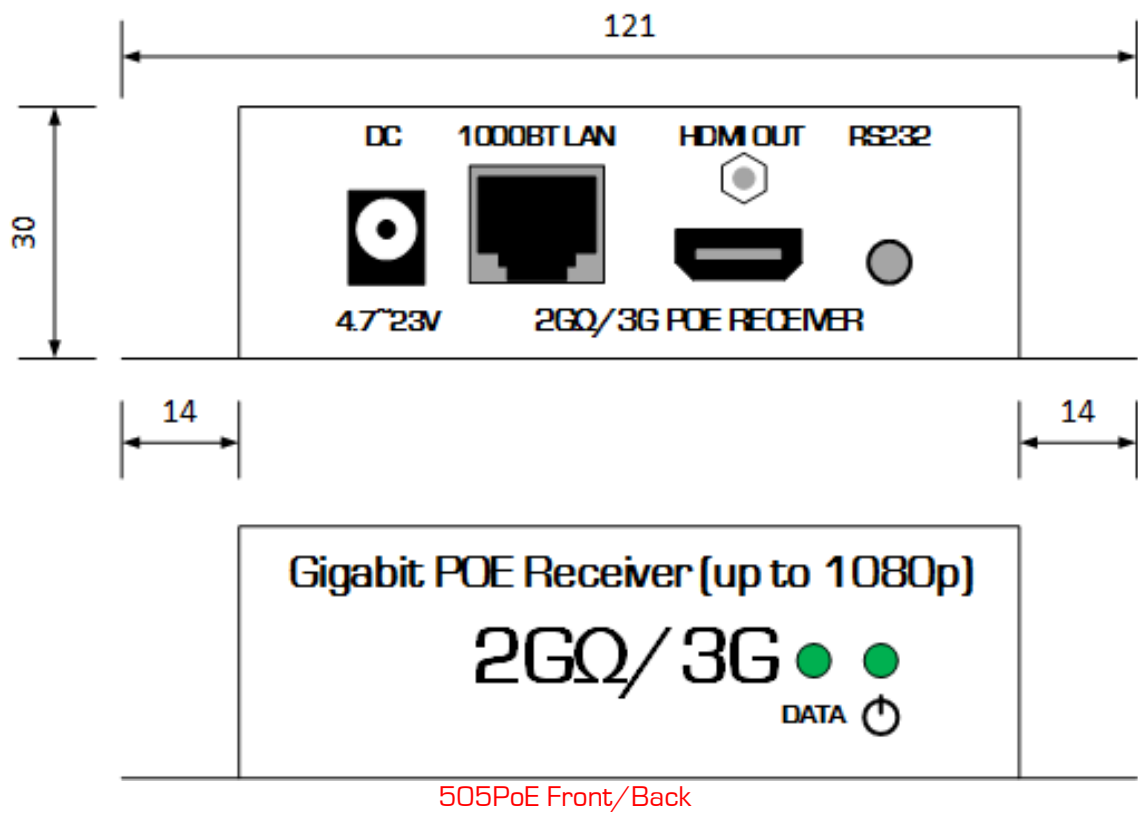 121
DC 1000BT LAN HDMI OUT RS232
30
4.7~23V 2GΩ/3G POE RECEIVER
14 14
Gigabit POE Receiver (up to 1080p)
2GΩ/3G
DATA
505PoE Front/Back